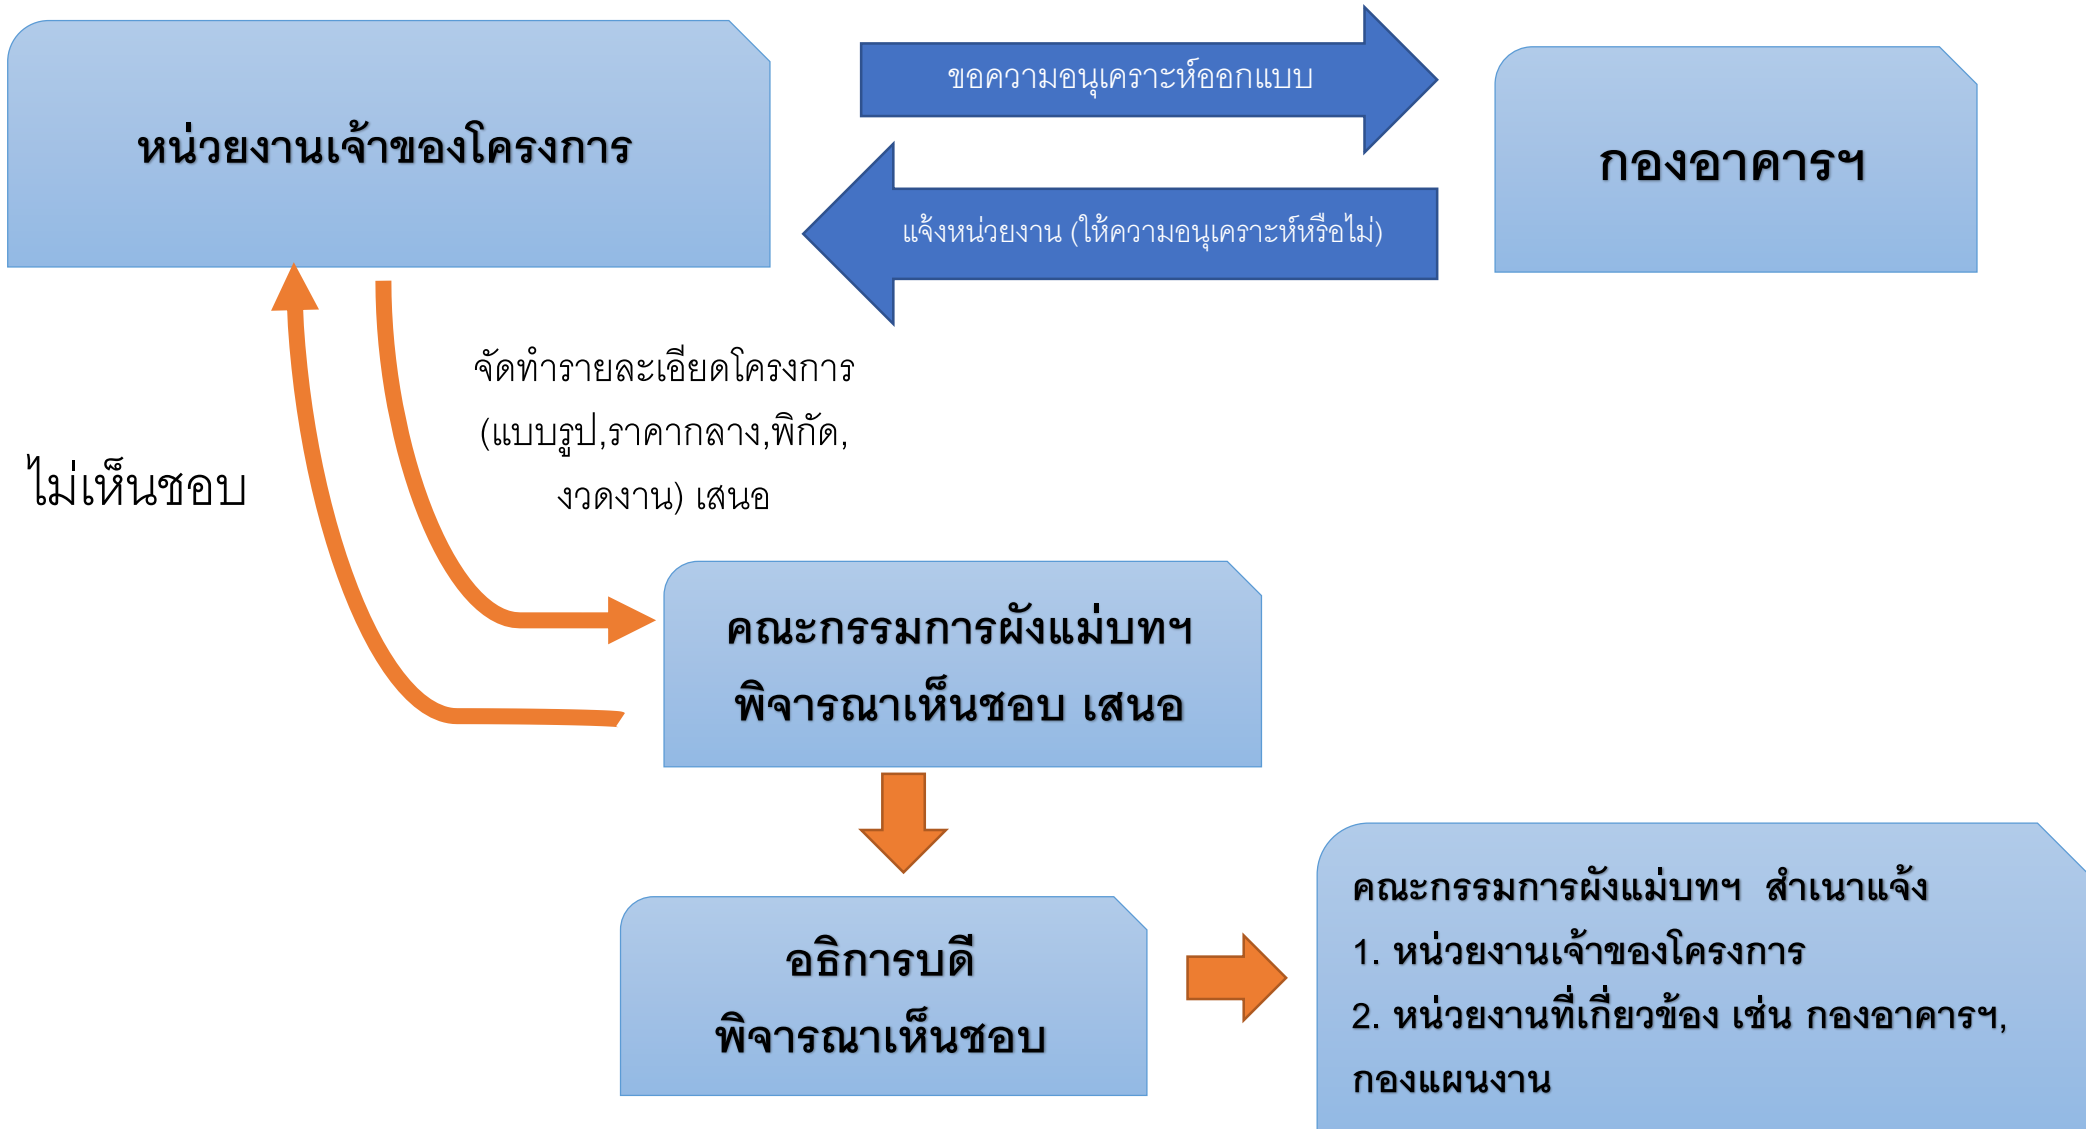 หน่วยงานเจ้าของโครงการ
ขอความอนุเคราะห์ออกแบบ
กองอาคารฯ
แจ้งหน่วยงาน (ให้ความอนุเคราะห์หรือไม่)
จัดทำรายละเอียดโครงการ
(แบบรูป,ราคากลาง,พิกัด,
งวดงาน) เสนอ
ไม่เห็นชอบ
คณะกรรมการผังแม่บทฯ
พิจารณาเห็นชอบ เสนอ
อธิการบดี
พิจารณาเห็นชอบ
คณะกรรมการผังแม่บทฯ สำเนาแจ้ง
1. หน่วยงานเจ้าของโครงการ
2. หน่วยงานที่เกี่ยวข้อง เช่น กองอาคารฯ,
กองแผนงาน